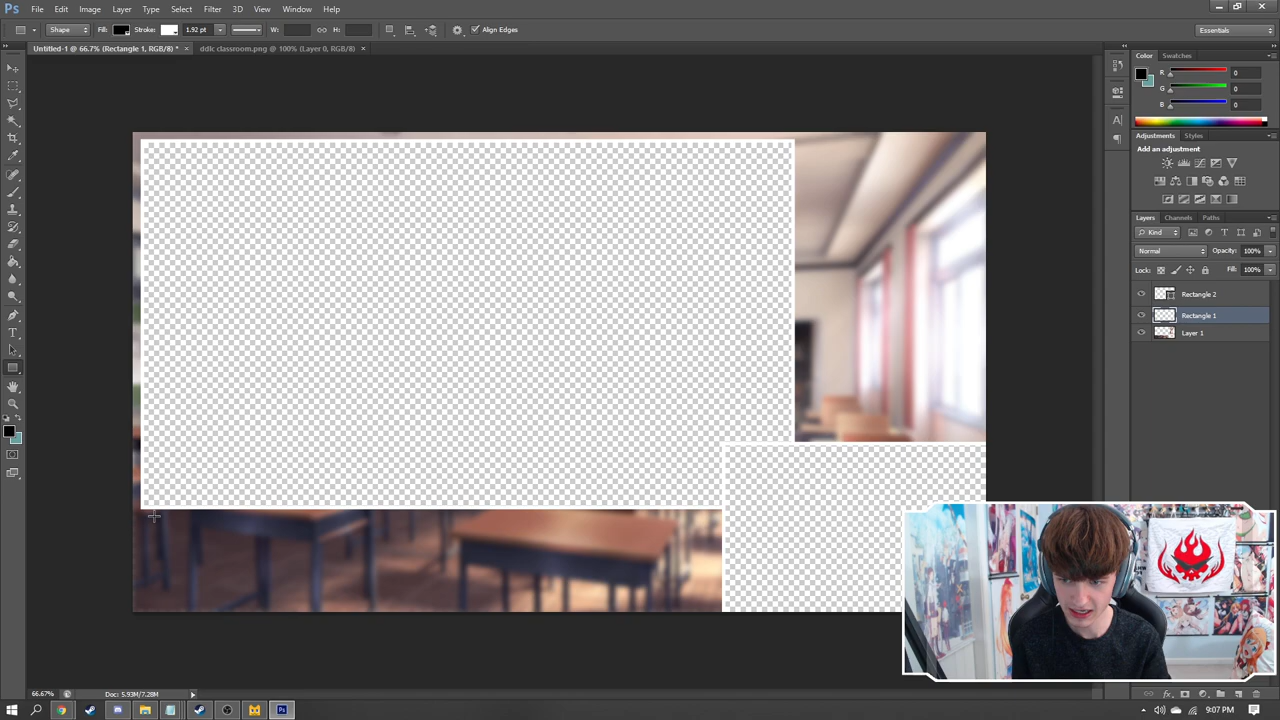 Ps File Edit Image Layer Type Select Filter 3D View Window Help
Shape Fill: Stroke: 1.92 pt W: H: Align Edges Essentials
Untitled-1 @ 66.7% (Rectangle 1, RGB/8) * × ddlc classroom.png @ 100% (Layer 0, RGB/8) ×
Color Swatches
R 0
G 0
B 0
Adjustments Styles
Add an adjustment
Layers Channels Paths
Kind
Normal Opacity: 100%
Lock: Fill: 100%
Rectangle 2
Rectangle 1
Layer 1
66.67% Doc: 5.93M/7.28M
Ps 9:07 PM